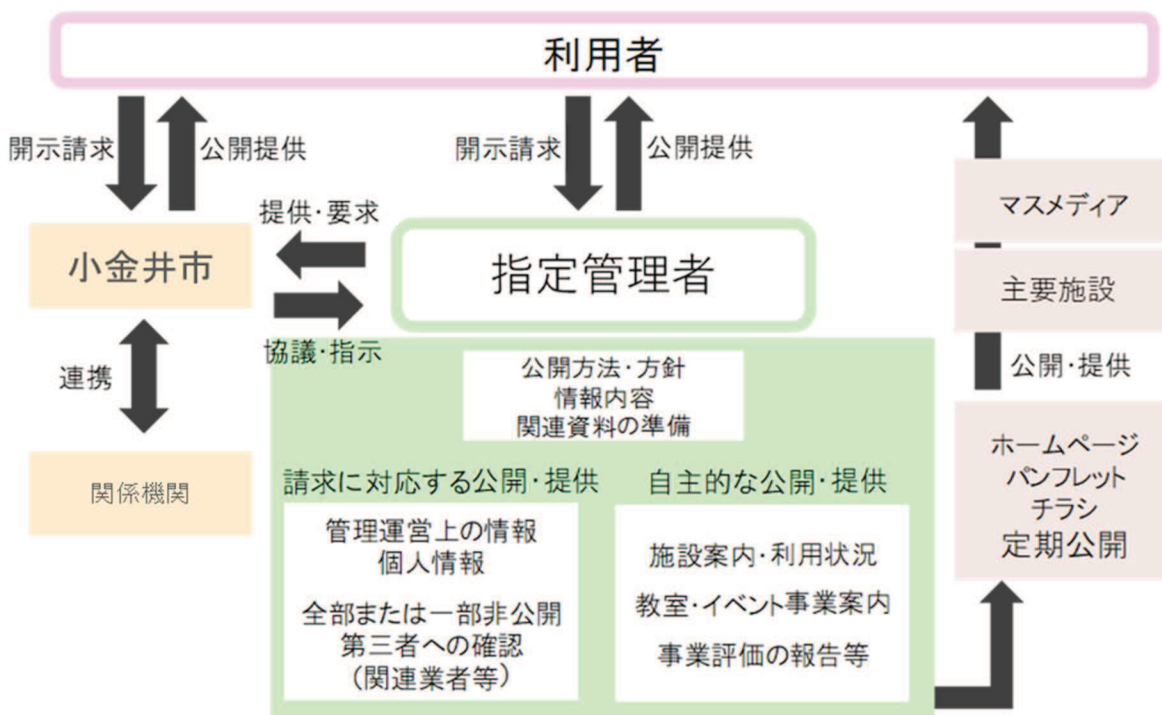 利用者
開示請求
公開提供
開示請求
公開提供
小金井市
提供・要求
協議・指示
指定管理者
連携
関係機関
公開方法・方針
情報内容
関連資料の準備
請求に対応する公開・提供
管理運営上の情報
個人情報
全部または一部非公開
第三者への確認
(関連業者等)
自主的な公開・提供
施設案内・利用状況
教室・イベント事業案内
事業評価の報告等
マスメディア
主要施設
公開・提供
ホームページ
パンフレット
チラシ
定期公開